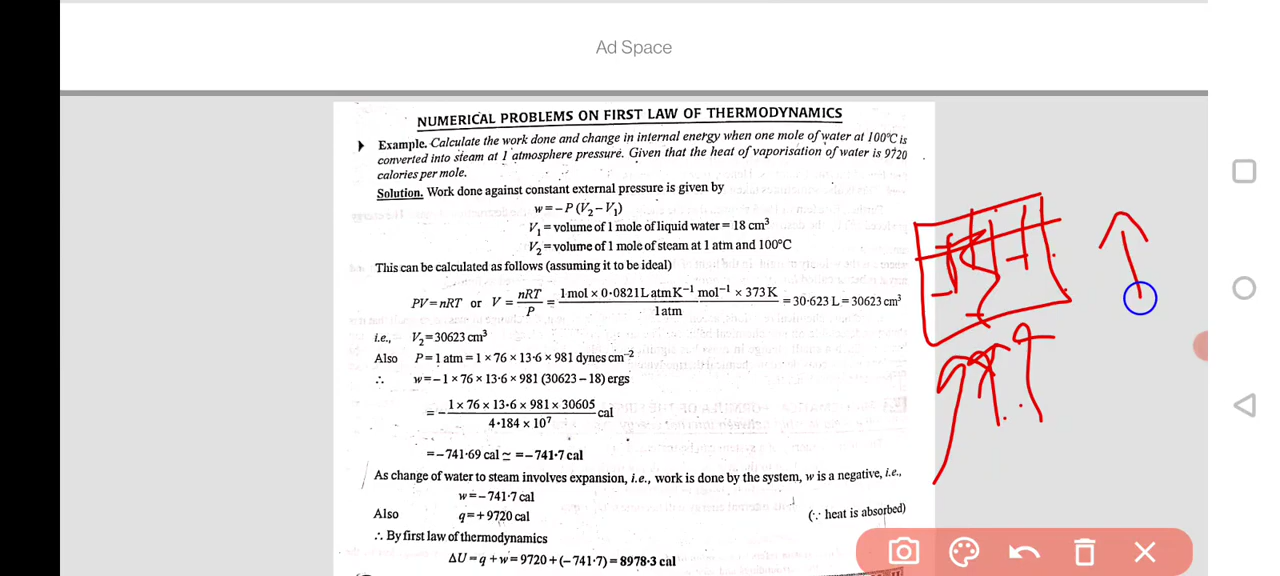 Ad Space
NUMERICAL PROBLEMS ON FIRST LAW OF THERMODYNAMICS
Example. Calculate the work done and change in internal energy when one mole of water at 100°C is
converted into steam at 1 atmosphere pressure. Given that the heat of vaporisation of water is 9720
calories per mole.
Solution. Work done against constant external pressure is given by
w=−P(V₂−V₁)
V₁=volume of 1 mole of liquid water=18 cm³
V₂=volume of 1 mole of steam at 1 atm and 100°C
This can be calculated as follows (assuming it to be ideal)
PV=nRT or V=nRT/P=1 mol×0·0821 L atm K⁻¹ mol⁻¹×373 K/1 atm=30·623 L=30623 cm³
i.e., V₂=30623 cm³
Also P=1 atm=1×76×13·6×981 dynes cm⁻²
∴ w=−1×76×13·6×981 (30623−18) ergs
=−1×76×13·6×981×30605/4·184×10⁷ cal
=−741·69 cal ≃ =−741·7 cal
As change of water to steam involves expansion, i.e., work is done by the system, w is a negative, i.e.,
w=−741·7 cal
Also q=+9720 cal (∵ heat is absorbed)
∴ By first law of thermodynamics
ΔU=q+w=9720+(−741·7)=8978·3 cal